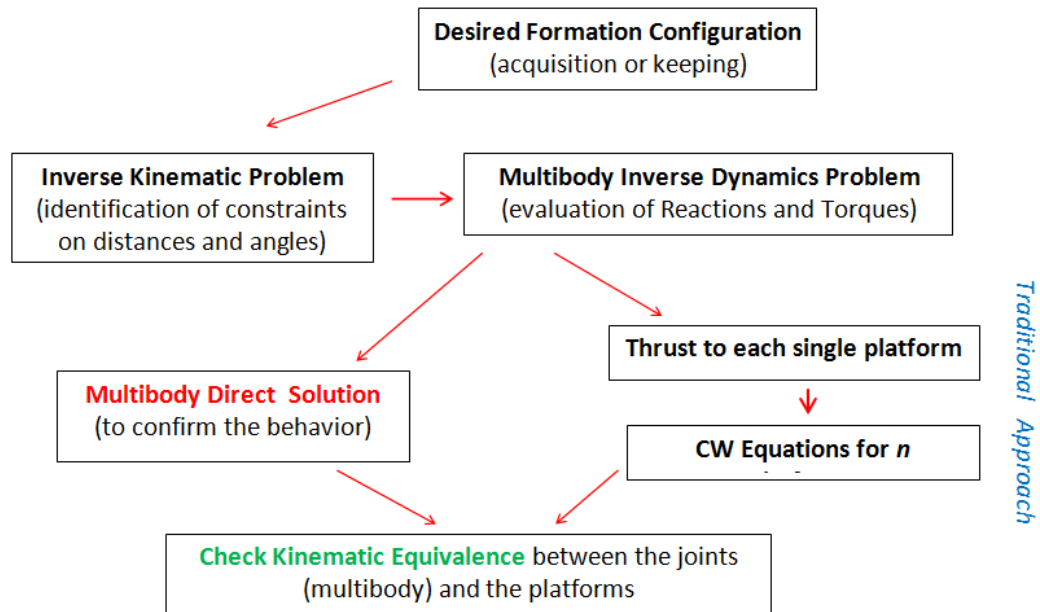 Desired Formation Configuration
(acquisition or keeping)
Inverse Kinematic Problem
(identification of constraints
on distances and angles)
Multibody Inverse Dynamics Problem
(evaluation of Reactions and Torques)
Traditional Approach
Thrust to each single platform
Multibody Direct Solution
(to confirm the behavior)
CW Equations for n
Check Kinematic Equivalence between the joints
(multibody) and the platforms